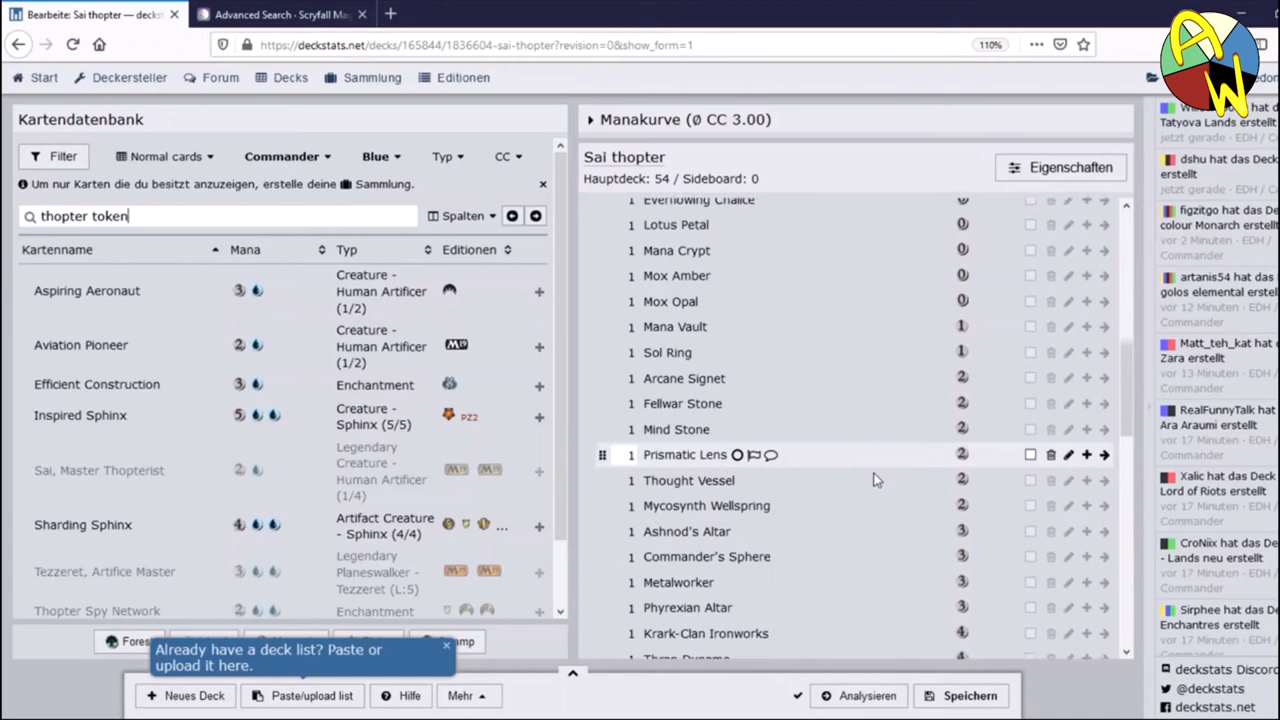 Bearbeite: Sai thopter — deckst
Advanced Search · Scryfall Mag
https://deckstats.net/decks/165844/1836604-sai-thopter?revision=0&show_form=1
110%
A
W
Start Deckersteller Forum Decks Sammlung Editionen
Kartendatenbank
Filter Normal cards Commander Blue Typ CC
Um nur Karten die du besitzt anzuzeigen, erstelle deine Sammlung.
thopter token
Spalten
Kartenname Mana Typ Editionen
Aspiring Aeronaut 3 Creature - Human Artificer (1/2)
Aviation Pioneer 2 Creature - Human Artificer (1/2)
Efficient Construction 3 Enchantment
Inspired Sphinx 5 Creature - Sphinx (5/5) PZ2
Sai, Master Thopterist 2 Legendary Creature - Human Artificer (1/4)
Sharding Sphinx 4 Artifact Creature - Sphinx (4/4) ...
Tezzeret, Artifice Master 3 Legendary Planeswalker - Tezzeret (L:5)
Thopter Spy Network 2 Enchantment
Fores
mp
Already have a deck list? Paste or
upload it here.
Manakurve (Ø CC 3.00)
Sai thopter
Hauptdeck: 54 / Sideboard: 0
Eigenschaften
1 Everflowing Chalice 0
1 Lotus Petal 0
1 Mana Crypt 0
1 Mox Amber 0
1 Mox Opal 0
1 Mana Vault 1
1 Sol Ring 1
1 Arcane Signet 2
1 Fellwar Stone 2
1 Mind Stone 2
1 Prismatic Lens 2
1 Thought Vessel 2
1 Mycosynth Wellspring 2
1 Ashnod's Altar 3
1 Commander's Sphere 3
1 Metalworker 3
1 Phyrexian Altar 3
1 Krark-Clan Ironworks 4
Tatyova Lands erstellt
jetzt gerade · EDH /
dshu hat das Deck
erstellt
figzitgo hat das
colour Monarch erstellt
vor 2 Minuten · EDH /
Commander
artanis54 hat das
golos elemental erstellt
vor 12 Minuten · EDH /
Commander
Matt_teh_kat hat das
Zara erstellt
vor 13 Minuten · EDH /
Commander
RealFunnyTalk hat
Ara Araumi erstellt
vor 17 Minuten · EDH /
Commander
Xalic hat das Deck
Lord of Riots erstellt
vor 17 Minuten · EDH /
Commander
CroNiix hat das Deck
- Lands neu erstellt
vor 17 Minuten · EDH /
Commander
Sirphee hat das Deck
Enchantres erstellt
vor 17 Minuten · EDH /
Commander
deckstats Discord
@deckstats
deckstats.net
Neues Deck Paste/upload list Hilfe Mehr Analysieren Speichern